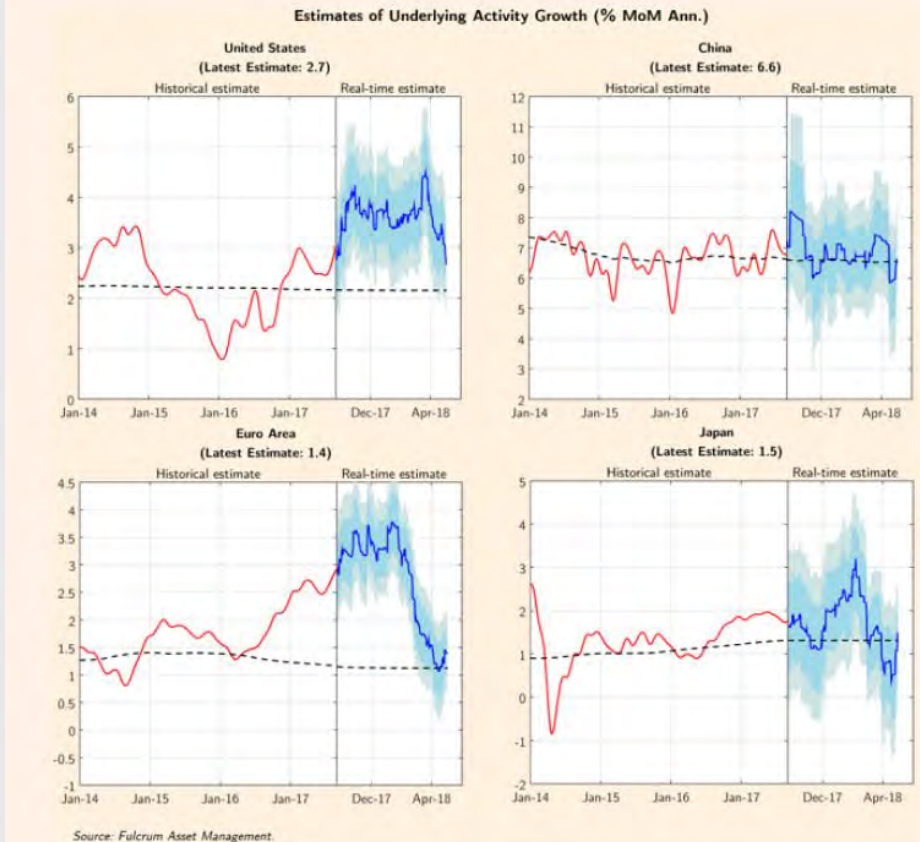 Estimates of Underlying Activity Growth (% MoM Ann.)
United States
(Latest Estimate: 2.7)
Historical estimate Real-time estimate
6
5
4
3
2
1
0
Jan-14 Jan-15 Jan-16 Jan-17 Dec-17 Apr-18
China
(Latest Estimate: 6.6)
Historical estimate Real-time estimate
12
11
10
9
8
7
6
5
4
3
2
Jan-14 Jan-15 Jan-16 Jan-17 Dec-17 Apr-18
Euro Area
(Latest Estimate: 1.4)
Historical estimate Real-time estimate
4.5
4
3.5
3
2.5
2
1.5
1
0.5
0
-0.5
-1
Jan-14 Jan-15 Jan-16 Jan-17 Dec-17 Apr-18
Japan
(Latest Estimate: 1.5)
Historical estimate Real-time estimate
5
4
3
2
1
0
-1
-2
Jan-14 Jan-15 Jan-16 Jan-17 Dec-17 Apr-18
Source: Fulcrum Asset Management.